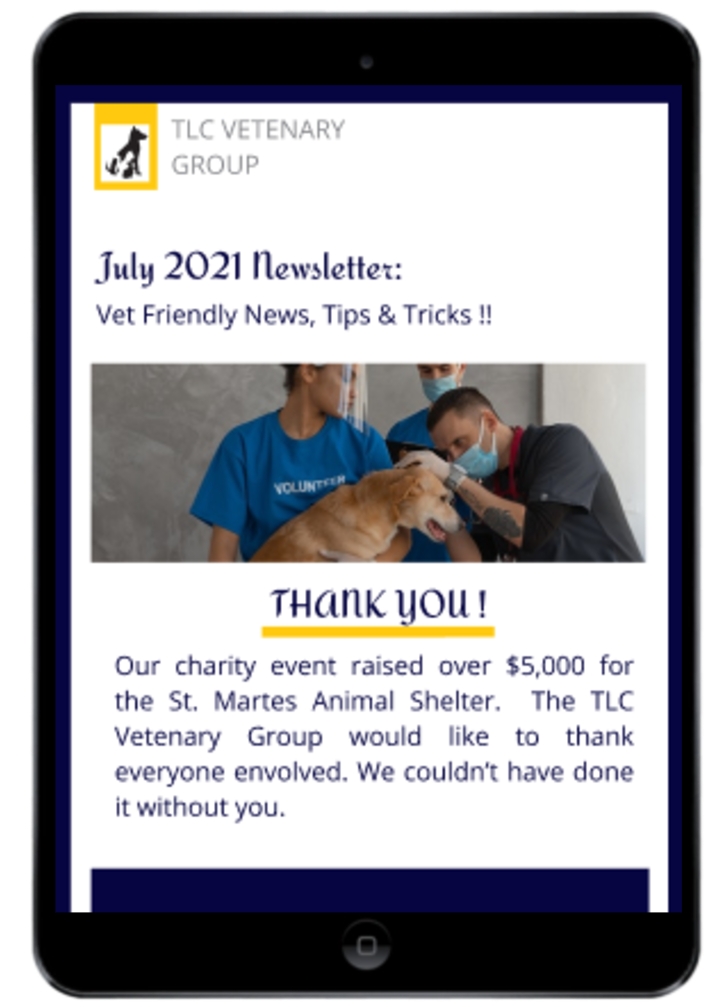 TLC VETENARY
GROUP
July 2021 Newsletter:
Vet Friendly News, Tips & Tricks !!
VOLUNTEER
THANK YOU !
Our charity event raised over $5,000 for
the St. Martes Animal Shelter. The TLC
Vetenary Group would like to thank
everyone envolved. We couldn't have done
it without you.